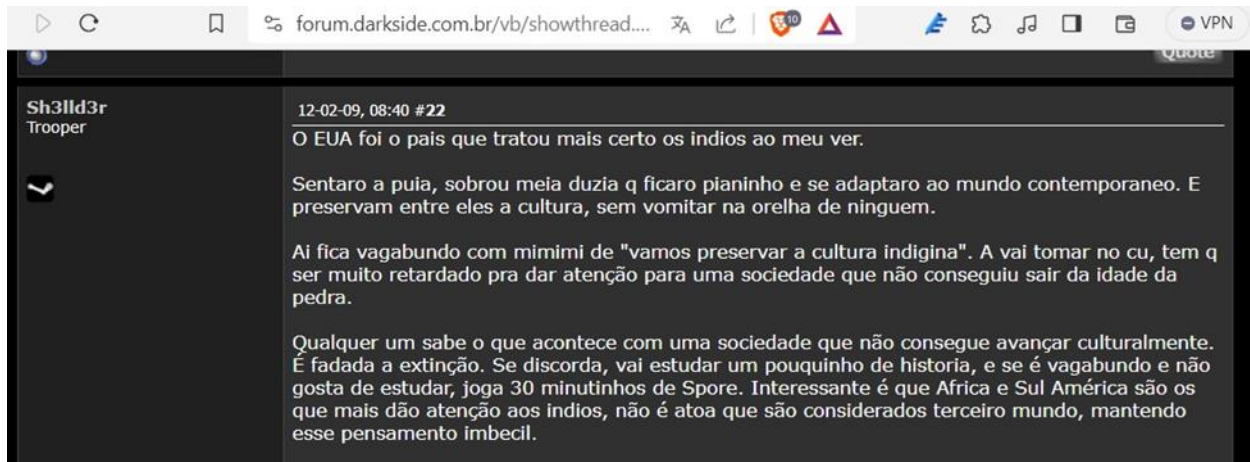 forum.darkside.com.br/vb/showthread....
10
VPN
Quote
Sh3lld3r
Trooper
12-02-09, 08:40 #22
O EUA foi o pais que tratou mais certo os indios ao meu ver.
Sentaro a puia, sobrou meia duzia q ficaro pianinho e se adaptaro ao mundo contemporaneo. E
preservam entre eles a cultura, sem vomitar na orelha de ninguem.
Ai fica vagabundo com mimimi de "vamos preservar a cultura indigina". A vai tomar no cu, tem q
ser muito retardado pra dar atenção para uma sociedade que não conseguiu sair da idade da
pedra.
Qualquer um sabe o que acontece com uma sociedade que não consegue avançar culturalmente.
É fadada a extinção. Se discorda, vai estudar um pouquinho de historia, e se é vagabundo e não
gosta de estudar, joga 30 minutinhos de Spore. Interessante é que Africa e Sul América são os
que mais dão atenção aos indios, não é atoa que são considerados terceiro mundo, mantendo
esse pensamento imbecil.